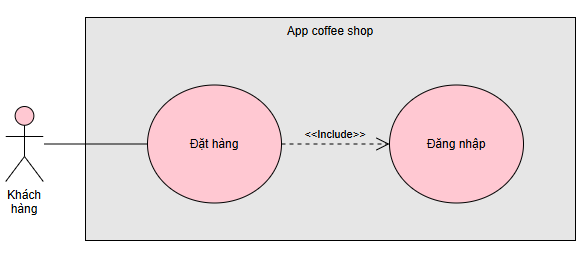 App coffee shop
Đặt hàng
<<Include>>
Đăng nhập
Khách
hàng